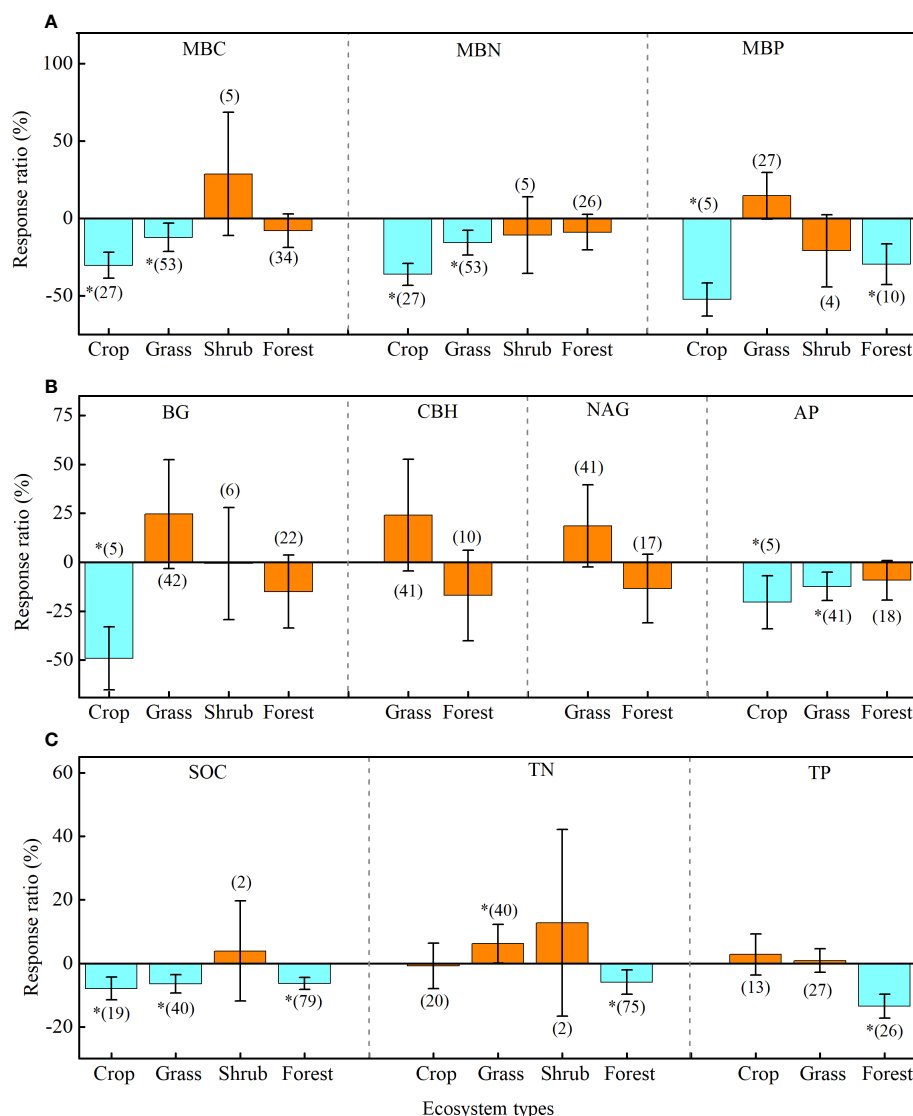 A
MBC MBN MBP
Response ratio (%)
100
50
0
-50
*(27) *(53) (5) (34) *(27) *(53) (5) (26) *(5) (27) (4) *(10)
Crop Grass Shrub Forest Crop Grass Shrub Forest Crop Grass Shrub Forest
B
BG CBH NAG AP
Response ratio (%)
75
50
25
0
-25
-50
*(5) (42) (6) (22) (41) (10) (41) (17) *(5) *(41) (18)
Crop Grass Shrub Forest Grass Forest Grass Forest Crop Grass Forest
C
SOC TN TP
Response ratio (%)
60
40
20
0
-20
*(19) *(40) (2) *(79) (20) *(40) (2) *(75) (13) (27) *(26)
Crop Grass Shrub Forest Crop Grass Shrub Forest Crop Grass Forest
Ecosystem types